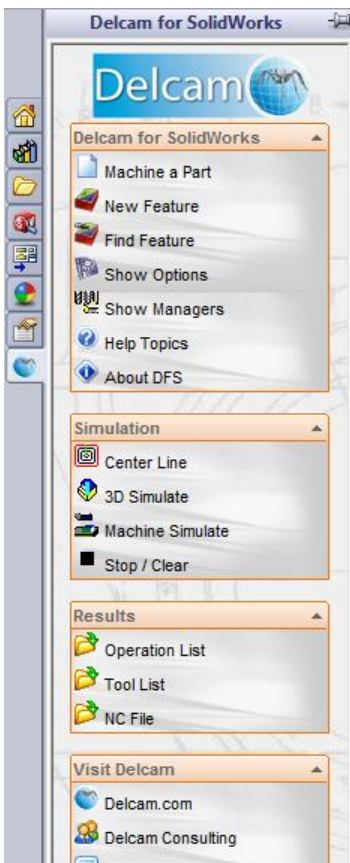 Delcam for SolidWorks
Delcam
Delcam for SolidWorks
Machine a Part
New Feature
Find Feature
Show Options
Show Managers
Help Topics
About DFS
Simulation
Center Line
3D Simulate
Machine Simulate
Stop / Clear
Results
Operation List
Tool List
NC File
Visit Delcam
Delcam.com
Delcam Consulting